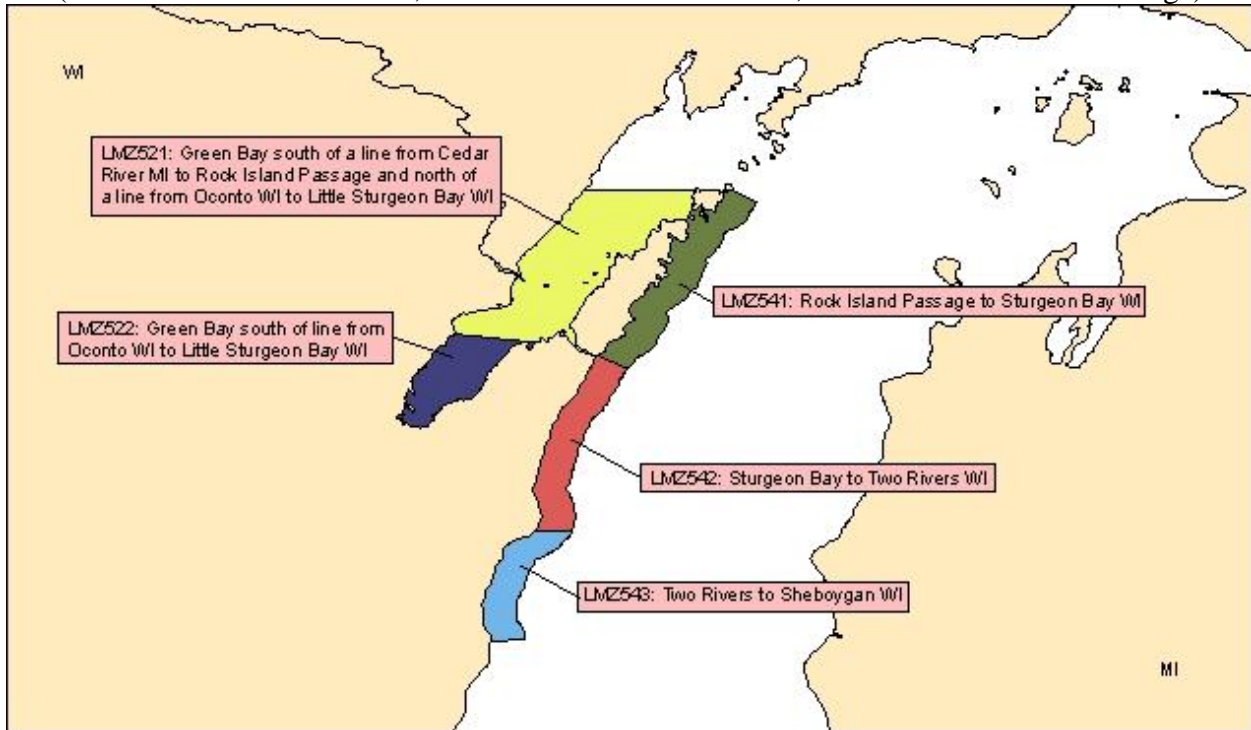 WI
LMZ521: Green Bay south of a line from Cedar
River MI to Rock Island Passage and north of
a line from Oconto WI to Little Sturgeon Bay WI
LMZ541: Rock Island Passage to Sturgeon Bay WI
LMZ522: Green Bay south of line from
Oconto WI to Little Sturgeon Bay WI
LMZ542: Sturgeon Bay to Two Rivers WI
LMZ543: Two Rivers to Sheboygan WI
MI